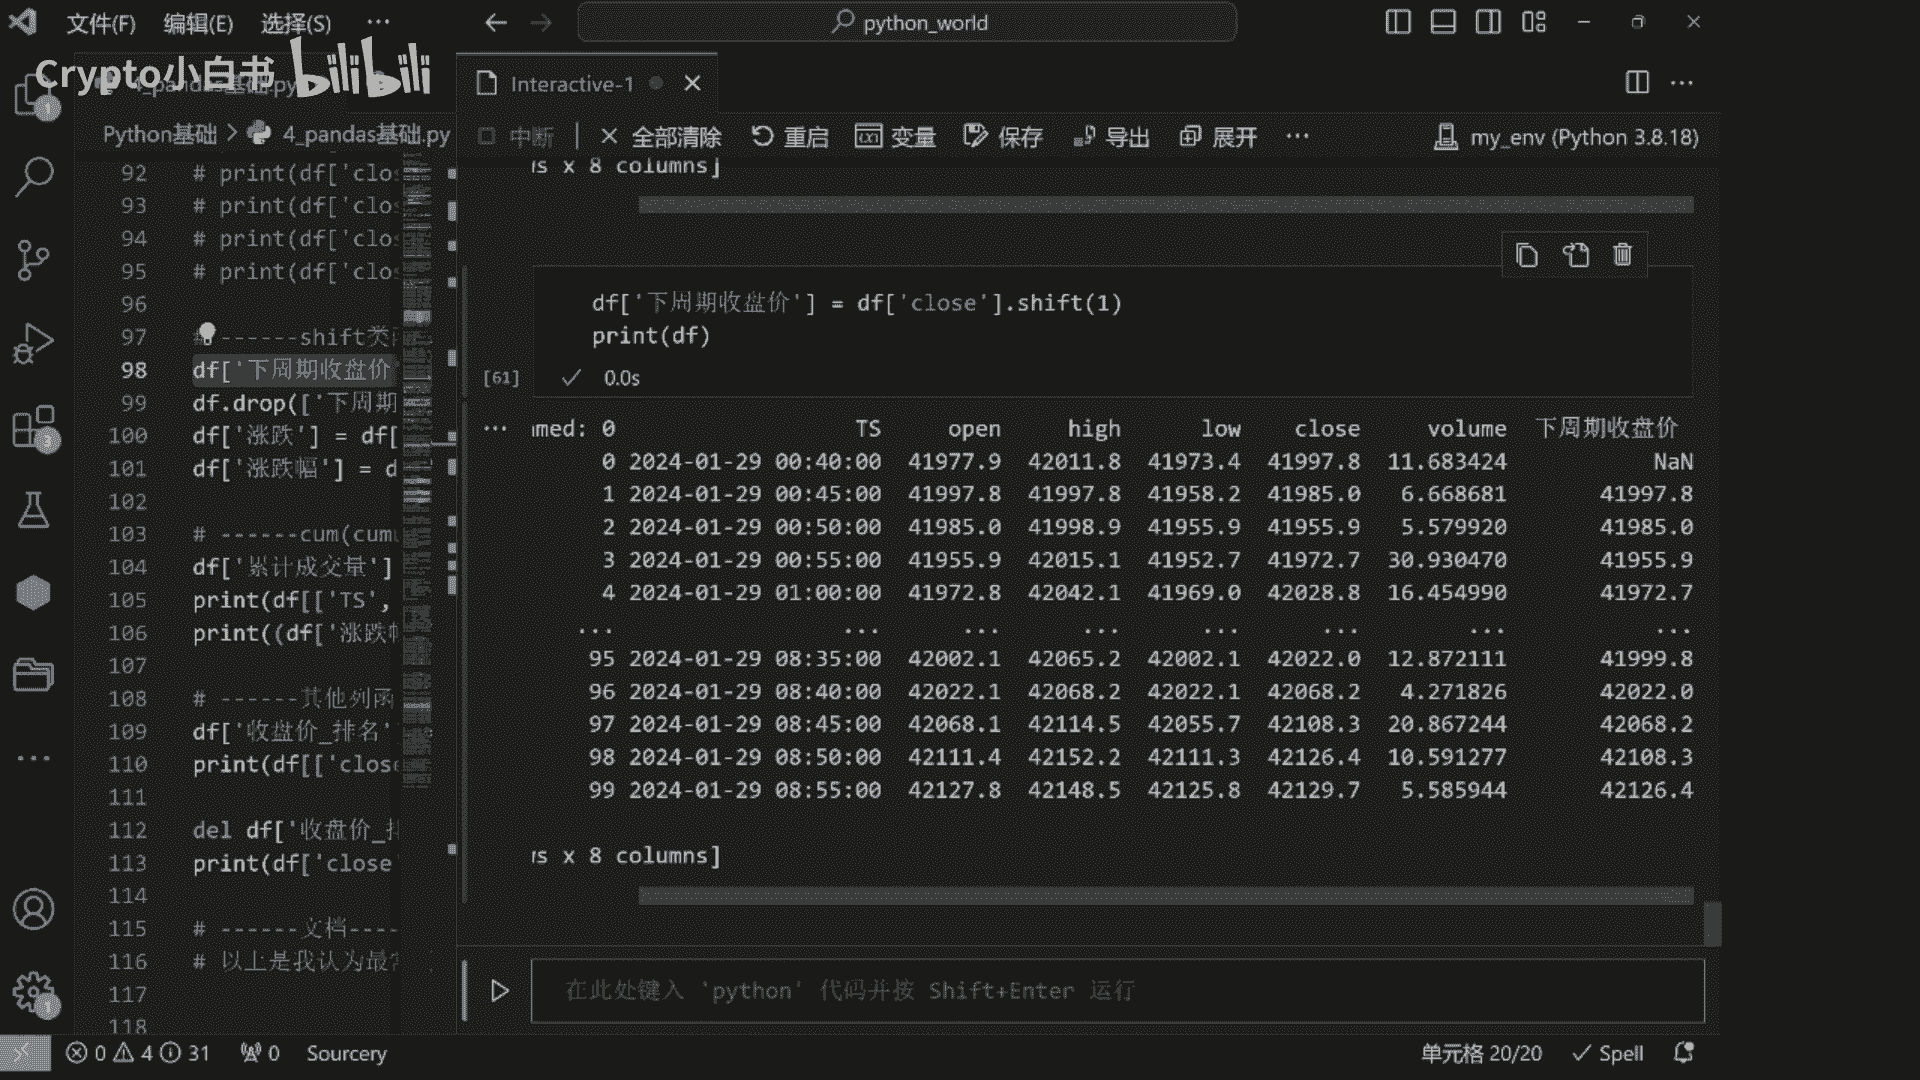 文件(F) 编辑(E) 选择(S) ··· python_world
Crypto小白书 bilibili
4_pandas基础.py Interactive-1
Python基础 > 4_pandas基础.py
中断 全部清除 重启 变量 保存 导出 展开 ··· my_env (Python 3.8.18)
92 # print(df['clo
93 # print(df['clo
94 # print(df['clo
95 # print(df['clo
96
97 # ------shift类
98 df['下周期收盘价
99 df.drop(['下周期
100 df['涨跌'] = df[
101 df['涨跌幅'] = d
102
103 # ------cum(cumu
104 df['累计成交量']
105 print(df[['TS',
106 print((df['涨跌幅
107
108 # ------其他列函
109 df['收盘价_排名'
110 print(df[['close
111
112 del df['收盘价_排
113 print(df['close'
114
115 # ------文档----
116 # 以上是我认为最常
117
118
s x 8 columns]
df['下周期收盘价'] = df['close'].shift(1)
print(df)
[61] 0.0s
med: 0 TS open high low close volume 下周期收盘价
0 2024-01-29 00:40:00 41977.9 42011.8 41973.4 41997.8 11.683424 NaN
1 2024-01-29 00:45:00 41997.8 41997.8 41958.2 41985.0 6.668681 41997.8
2 2024-01-29 00:50:00 41985.0 41998.9 41955.9 41955.9 5.579920 41985.0
3 2024-01-29 00:55:00 41955.9 42015.1 41952.7 41972.7 30.930470 41955.9
4 2024-01-29 01:00:00 41972.8 42042.1 41969.0 42028.8 16.454990 41972.7
... ... ... ... ... ... ... ...
95 2024-01-29 08:35:00 42002.1 42065.2 42002.1 42022.0 12.872111 41999.8
96 2024-01-29 08:40:00 42022.1 42068.2 42022.1 42068.2 4.271826 42022.0
97 2024-01-29 08:45:00 42068.1 42114.5 42055.7 42108.3 20.867244 42068.2
98 2024-01-29 08:50:00 42111.4 42152.2 42111.3 42126.4 10.591277 42108.3
99 2024-01-29 08:55:00 42127.8 42148.5 42125.8 42129.7 5.585944 42126.4
s x 8 columns]
在此处键入 'python' 代码并按 Shift+Enter 运行
0 4 31 0 Sourcery 单元格 20/20 Spell